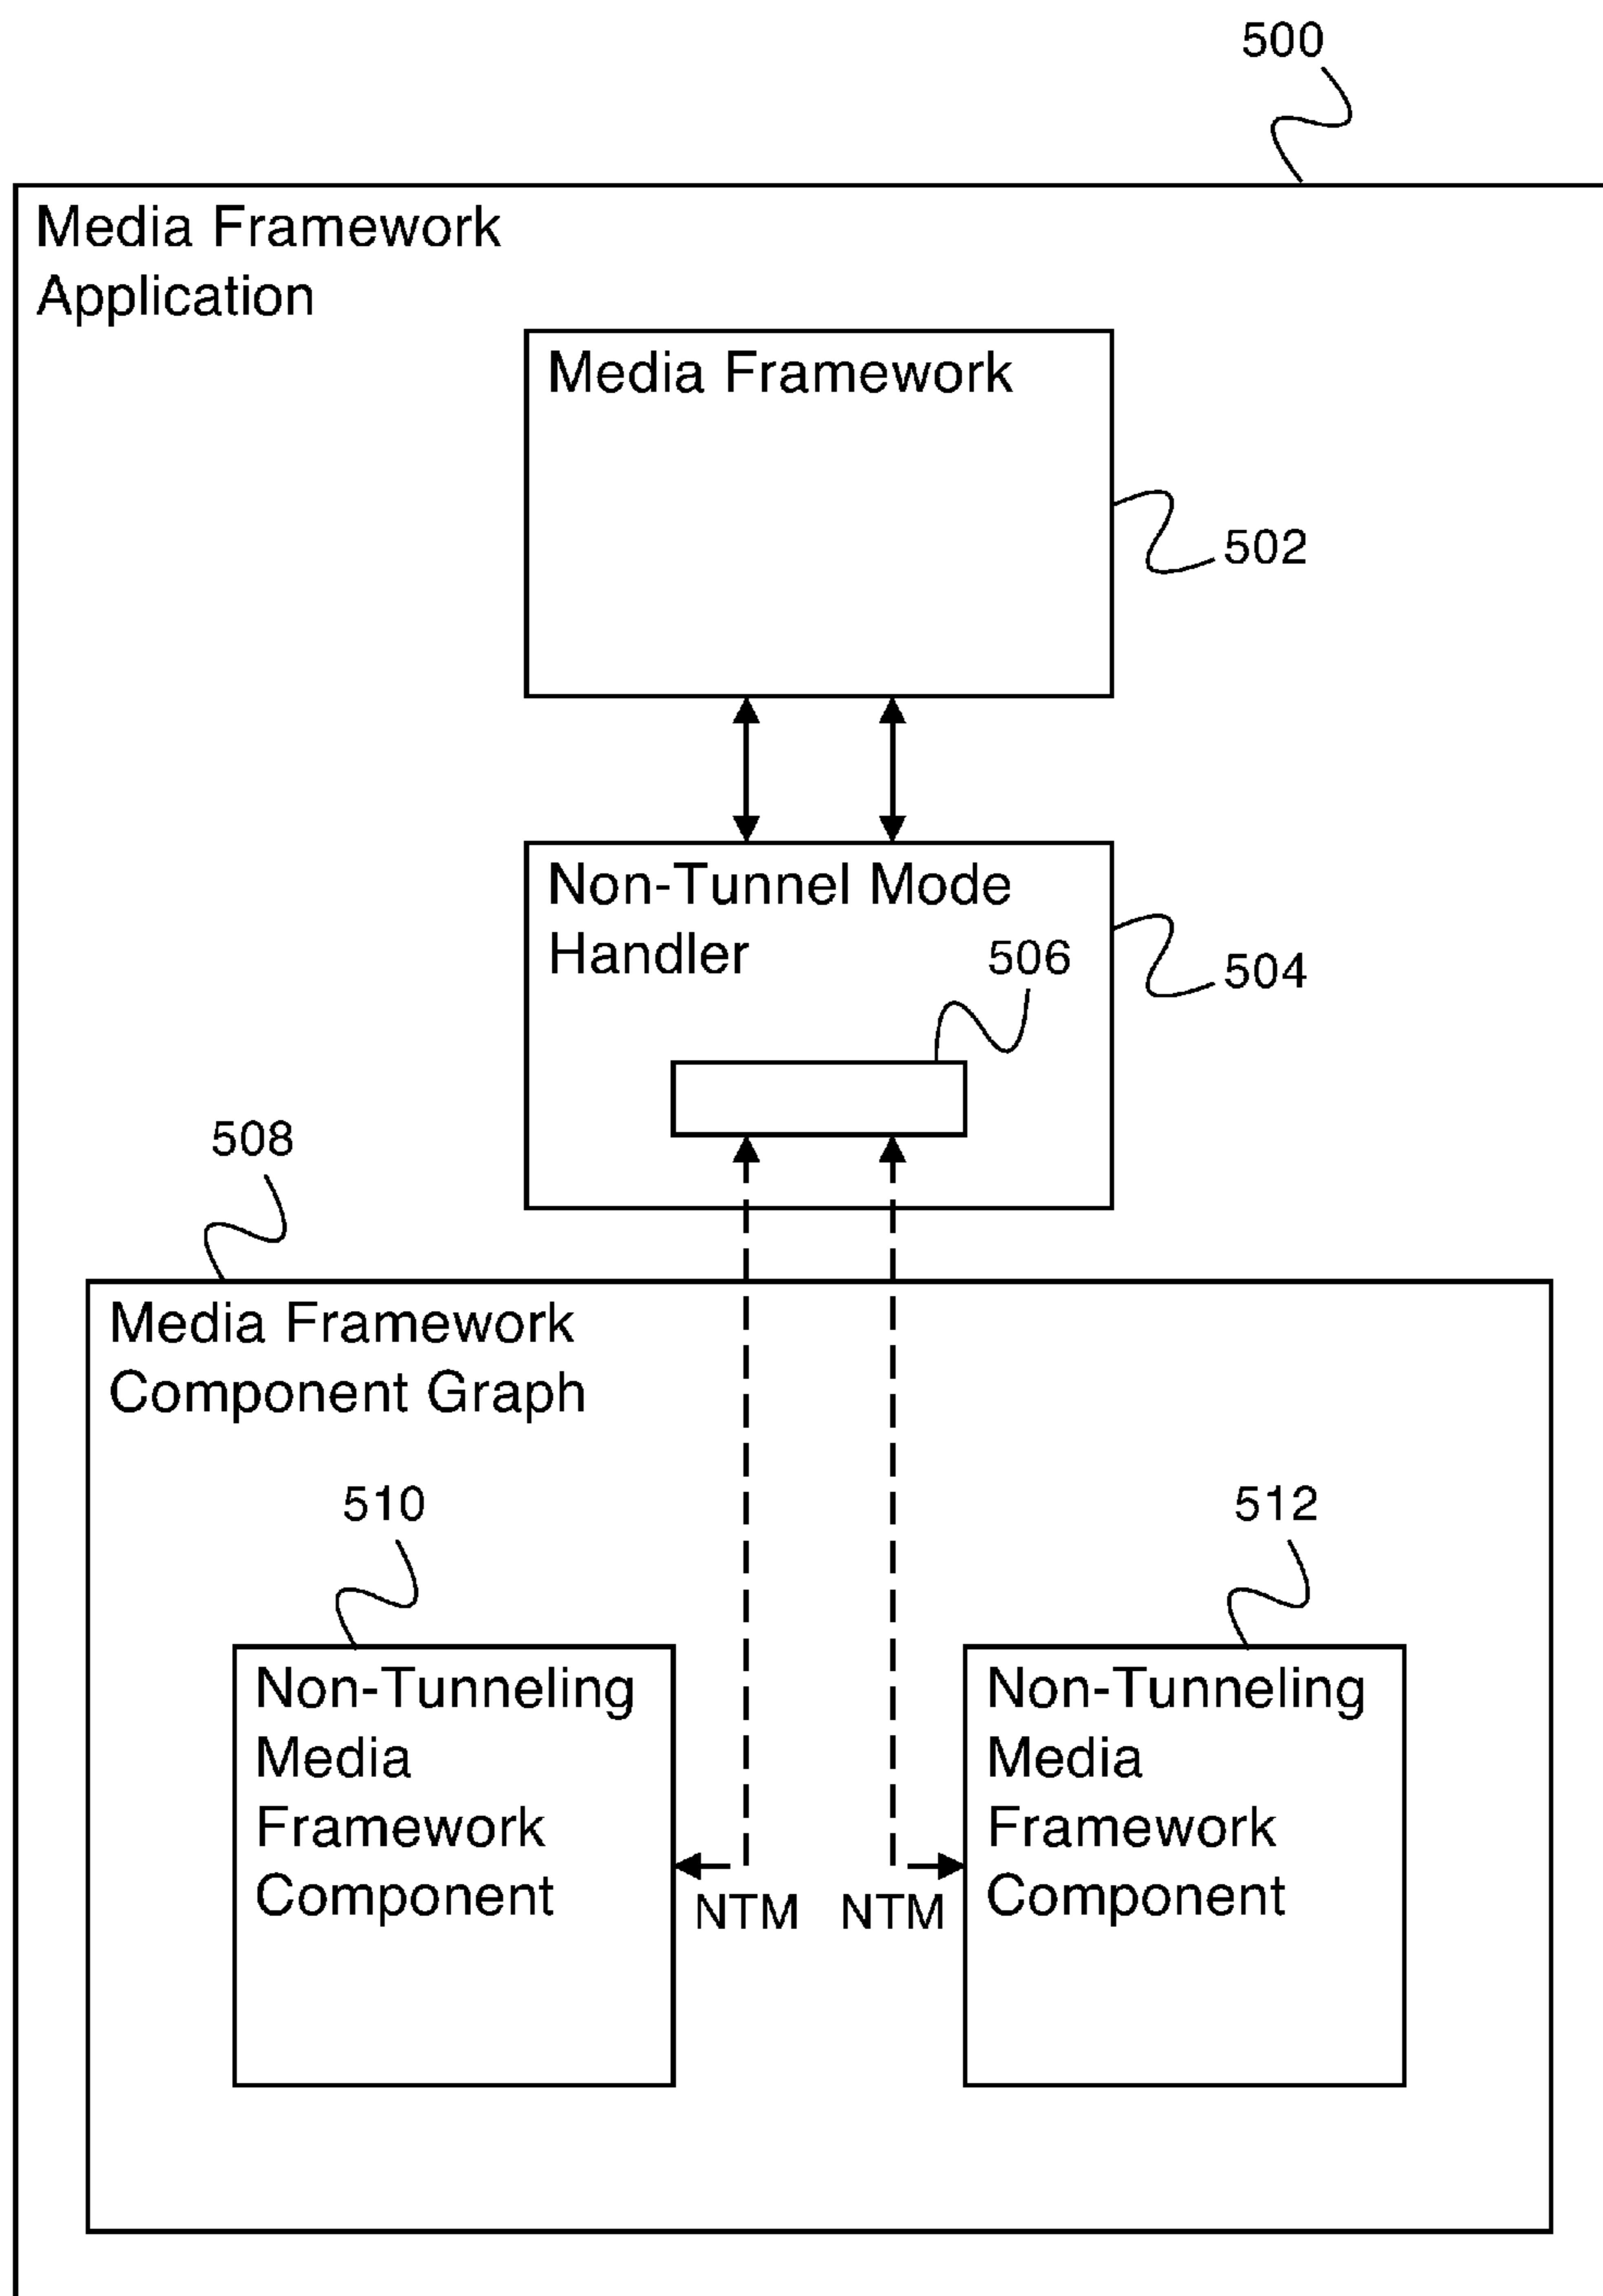 500
Media Framework
Application
Media Framework
502
Non-Tunnel Mode
Handler
506
504
508
Media Framework
Component Graph
510
512
Non-Tunneling
Media
Framework
Component
Non-Tunneling
Media
Framework
Component
NTM
NTM